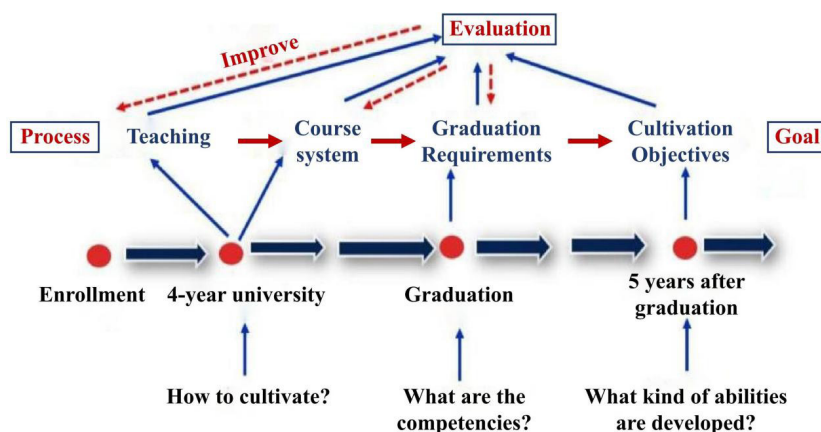 Evaluation
Improve
Process
Teaching
Course
system
Graduation
Requirements
Cultivation
Objectives
Goal
Enrollment
4-year university
Graduation
5 years after
graduation
How to cultivate?
What are the
competencies?
What kind of abilities
are developed?